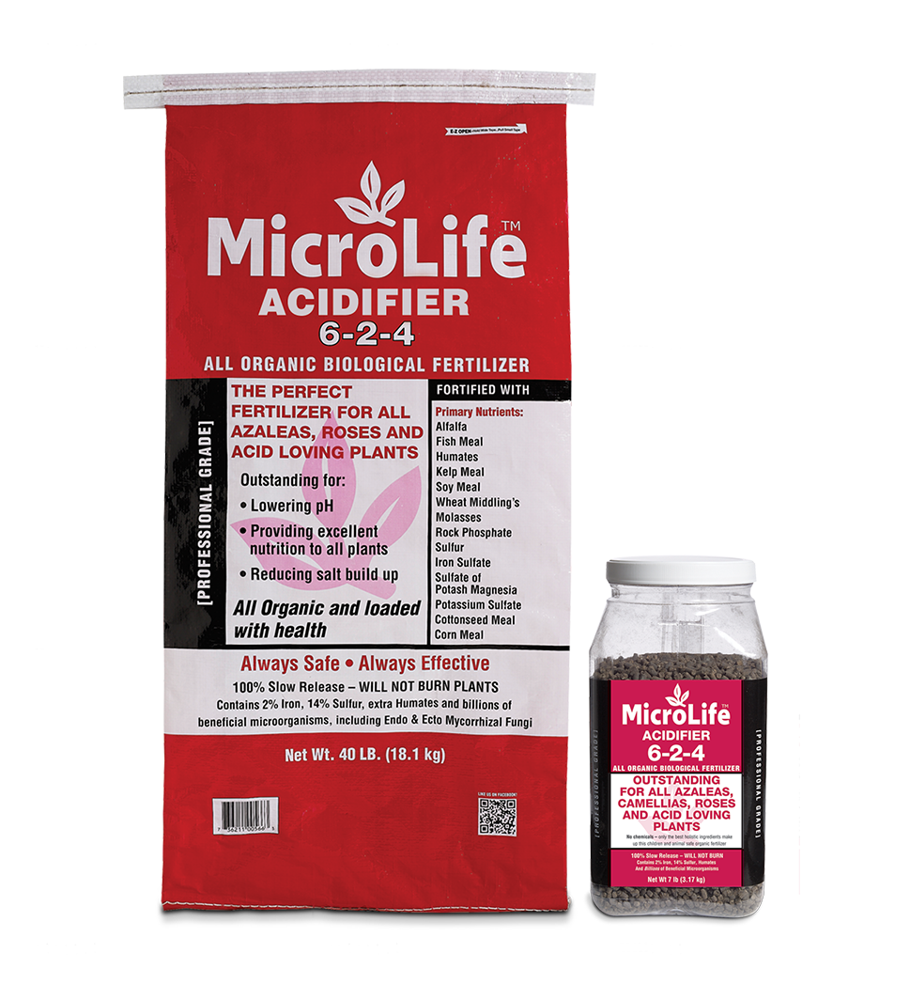 E-Z OPEN
MicroLife™
ACIDIFIER
6-2-4
ALL ORGANIC BIOLOGICAL FERTILIZER
[PROFESSIONAL GRADE]
THE PERFECT
FERTILIZER FOR ALL
AZALEAS, ROSES AND
ACID LOVING PLANTS
Outstanding for:
• Lowering pH
• Providing excellent
nutrition to all plants
• Reducing salt build up
All Organic and loaded
with health
FORTIFIED WITH
Primary Nutrients:
Alfalfa
Fish Meal
Humates
Kelp Meal
Soy Meal
Wheat Middling's
Molasses
Rock Phosphate
Sulfur
Iron Sulfate
Sulfate of
Potash Magnesia
Potassium Sulfate
Cottonseed Meal
Corn Meal
Always Safe • Always Effective
100% Slow Release – WILL NOT BURN PLANTS
Contains 2% Iron, 14% Sulfur, extra Humates and billions of
beneficial microorganisms, including Endo & Ecto Mycorrhizal Fungi
Net Wt. 40 LB. (18.1 kg)
LIKE US ON FACEBOOK!
7 36211 00566 3
MicroLife™
ACIDIFIER
6-2-4
ALL ORGANIC BIOLOGICAL FERTILIZER
[PROFESSIONAL GRADE]
[PROFESSIONAL GRADE]
OUTSTANDING
FOR ALL AZALEAS,
CAMELLIAS, ROSES
AND ACID LOVING
PLANTS
No chemicals – only the best holistic ingredients make
up this children and animal safe organic fertilizer
100% Slow Release – WILL NOT BURN
Contains 2% Iron, 14% Sulfur, Humates
And Billions of Beneficial Microorganisms
Net Wt 7 lb (3.17 kg)